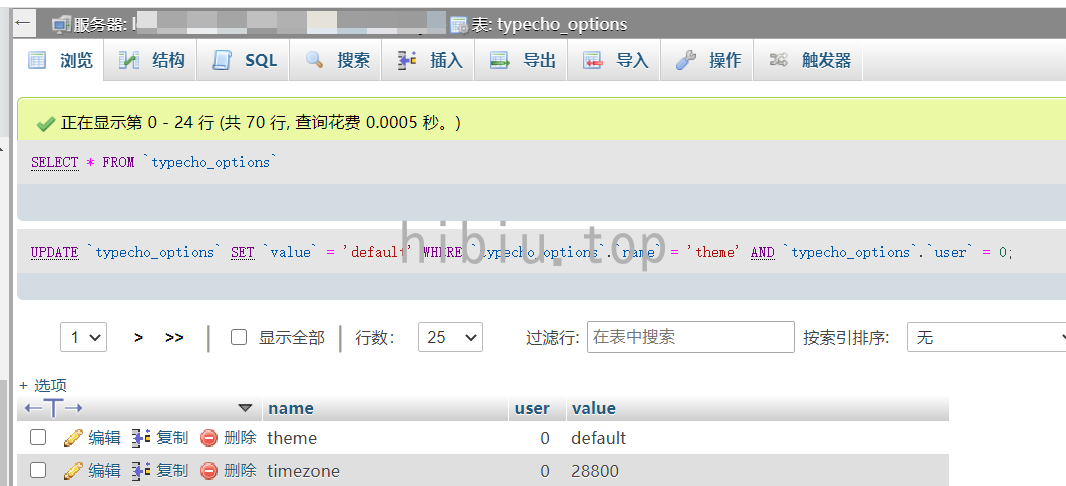 服务器: 表: typecho_options
浏览 结构 SQL 搜索 插入 导出 导入 操作 触发器
正在显示第 0 - 24 行 (共 70 行, 查询花费 0.0005 秒。)
SELECT * FROM `typecho_options`
hibiu.top
UPDATE `typecho_options` SET `value` = 'default' WHERE `typecho_options`.`name` = 'theme' AND `typecho_options`.`user` = 0;
1 > >> 显示全部 行数: 25 过滤行: 在表中搜索 按索引排序: 无
+ 选项
←T→ name user value
编辑 复制 删除 theme 0 default
编辑 复制 删除 timezone 0 28800